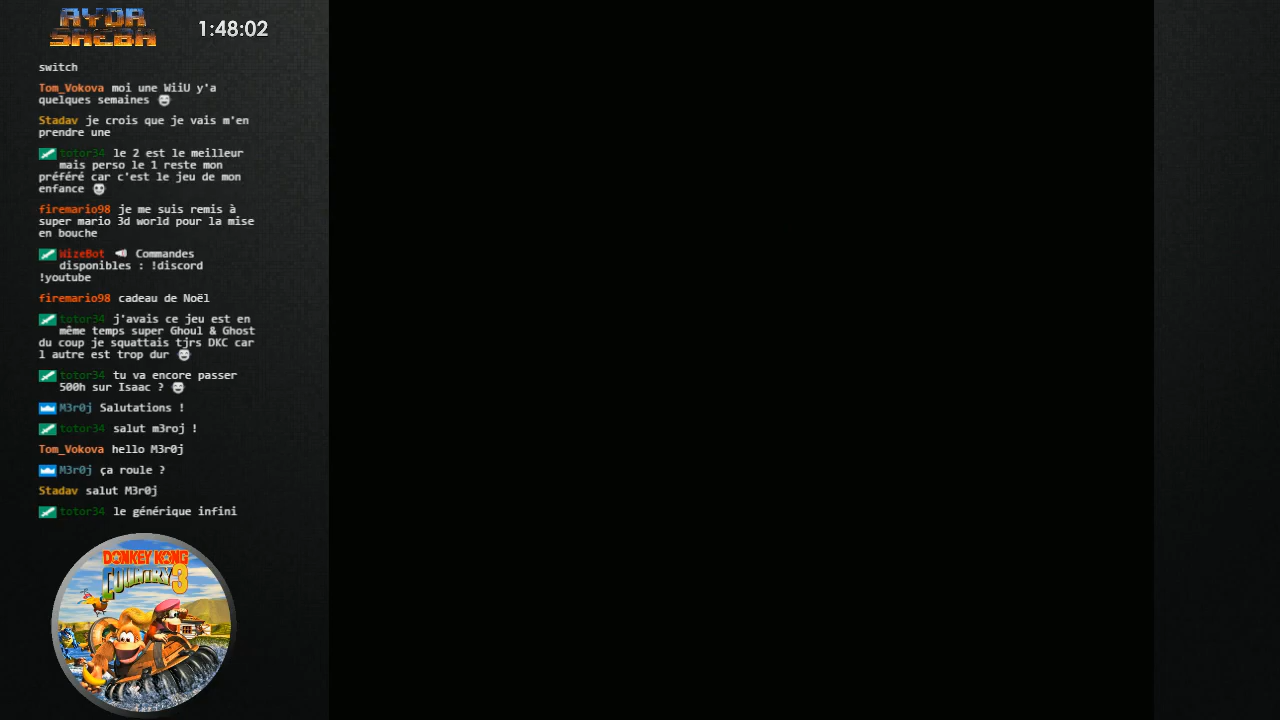 AYDA
SAEBA
1:48:02
switch
Tom_Vokova moi une WiiU y'a
quelques semaines
Stadav je crois que je vais m'en
prendre une
totor34 le 2 est le meilleur
mais perso le 1 reste mon
préféré car c'est le jeu de mon
enfance
firemario98 je me suis remis à
super mario 3d world pour la mise
en bouche
WizeBot Commandes
disponibles : !discord
!youtube
firemario98 cadeau de Noël
totor34 j'avais ce jeu est en
même temps super Ghoul & Ghost
du coup je squattais tjrs DKC car
l autre est trop dur
totor34 tu va encore passer
500h sur Isaac ?
M3r0j Salutations !
totor34 salut m3roj !
Tom_Vokova hello M3r0j
M3r0j ça roule ?
Stadav salut M3r0j
totor34 le générique infini
DONKEY KONG
COUNTRY 3